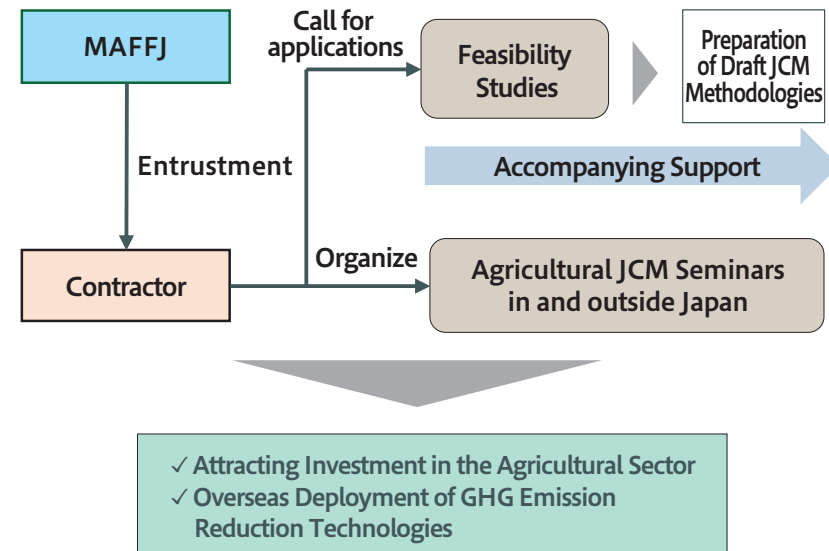 MAFFJ
Call for
applications
Feasibility
Studies
Preparation
of Draft JCM
Methodologies
Entrustment
Accompanying Support
Contractor
Organize
Agricultural JCM Seminars
in and outside Japan
✓ Attracting Investment in the Agricultural Sector
✓ Overseas Deployment of GHG Emission
Reduction Technologies